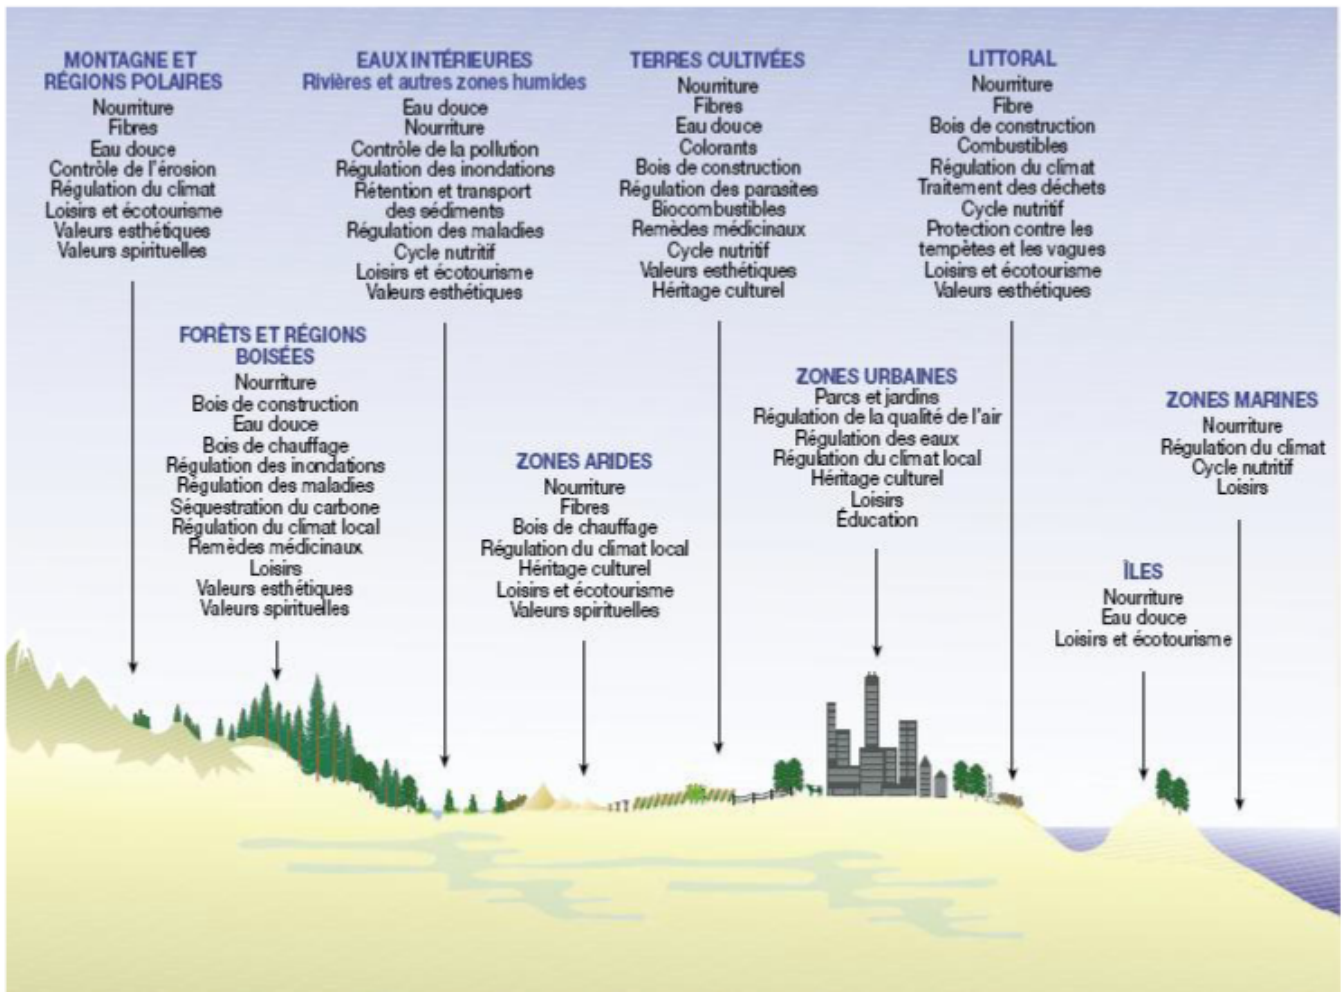 MONTAGNE ET
RÉGIONS POLAIRES
Nourriture
Fibres
Eau douce
Contrôle de l'érosion
Régulation du climat
Loisirs et écotourisme
Valeurs esthétiques
Valeurs spirituelles
EAUX INTÉRIEURES
Rivières et autres zones humides
Eau douce
Nourriture
Contrôle de la pollution
Régulation des inondations
Rétention et transport
des sédiments
Régulation des maladies
Cycle nutritif
Loisirs et écotourisme
Valeurs esthétiques
TERRES CULTIVÉES
Nourriture
Fibres
Eau douce
Colorants
Bois de construction
Régulation des parasites
Biocombustibles
Remèdes médicinaux
Cycle nutritif
Valeurs esthétiques
Héritage culturel
LITTORAL
Nourriture
Fibre
Bois de construction
Combustibles
Régulation du climat
Traitement des déchets
Cycle nutritif
Protection contre les
tempêtes et les vagues
Loisirs et écotourisme
Valeurs esthétiques
FORÊTS ET RÉGIONS
BOISÉES
Nourriture
Bois de construction
Eau douce
Bois de chauffage
Régulation des inondations
Régulation des maladies
Séquestration du carbone
Régulation du climat local
Remèdes médicinaux
Loisirs
Valeurs esthétiques
Valeurs spirituelles
ZONES ARIDES
Nourriture
Fibres
Bois de chauffage
Régulation du climat local
Héritage culturel
Loisirs et écotourisme
Valeurs spirituelles
ZONES URBAINES
Parcs et jardins
Régulation de la qualité de l'air
Régulation des eaux
Régulation du climat local
Héritage culturel
Loisirs
Éducation
ZONES MARINES
Nourriture
Régulation du climat
Cycle nutritif
Loisirs
ÎLES
Nourriture
Eau douce
Loisirs et écotourisme